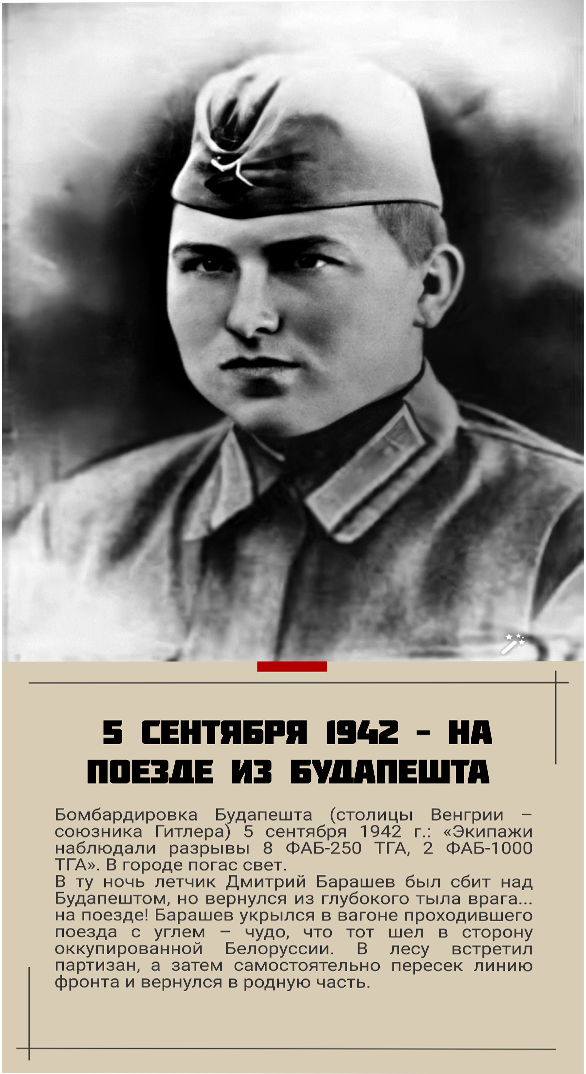 5 СЕНТЯБРЯ 1942 - НА
ПОЕЗДЕ ИЗ БУДАПЕШТА
Бомбардировка Будапешта (столицы Венгрии –
союзника Гитлера) 5 сентября 1942 г.: «Экипажи
наблюдали разрывы 8 ФАБ-250 ТГА, 2 ФАБ-1000
ТГА». В городе погас свет.
В ту ночь летчик Дмитрий Барашев был сбит над
Будапештом, но вернулся из глубокого тыла врага...
на поезде! Барашев укрылся в вагоне проходившего
поезда с углем – чудо, что тот шел в сторону
оккупированной Белоруссии. В лесу встретил
партизан, а затем самостоятельно пересек линию
фронта и вернулся в родную часть.